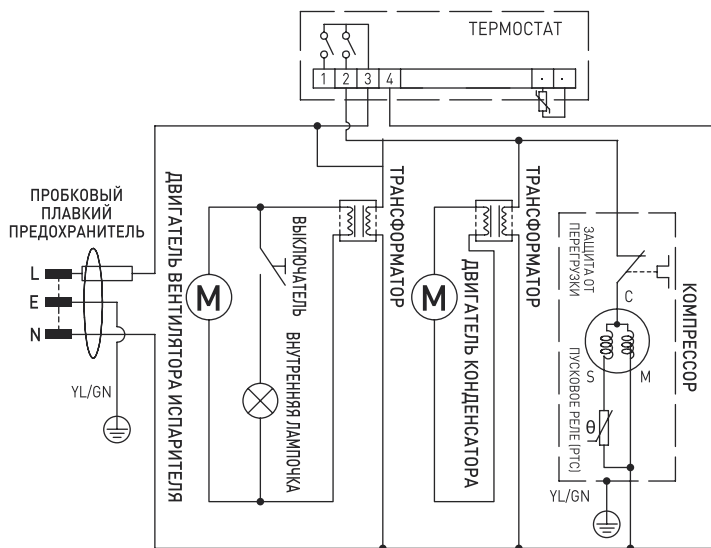 ТЕРМОСТАТ
1 2 3 4
ПРОБКОВЫЙ
ПЛАВКИЙ
ПРЕДОХРАНИТЕЛЬ
L
E
N
YL/GN
ДВИГАТЕЛЬ ВЕНТИЛЯТОРА ИСПАРИТЕЛЯ
M
ВЫКЛЮЧАТЕЛЬ
ВНУТРЕННЯЯ ЛАМПОЧКА
ТРАНСФОРМАТОР
M
ДВИГАТЕЛЬ КОНДЕНСАТОРА
ТРАНСФОРМАТОР
ЗАЩИТА ОТ
ПЕРЕГРУЗКИ
C
S
M
ПУСКОВОЕ РЕЛЕ (PTC)
θ
КОМПРЕССОР
YL/GN